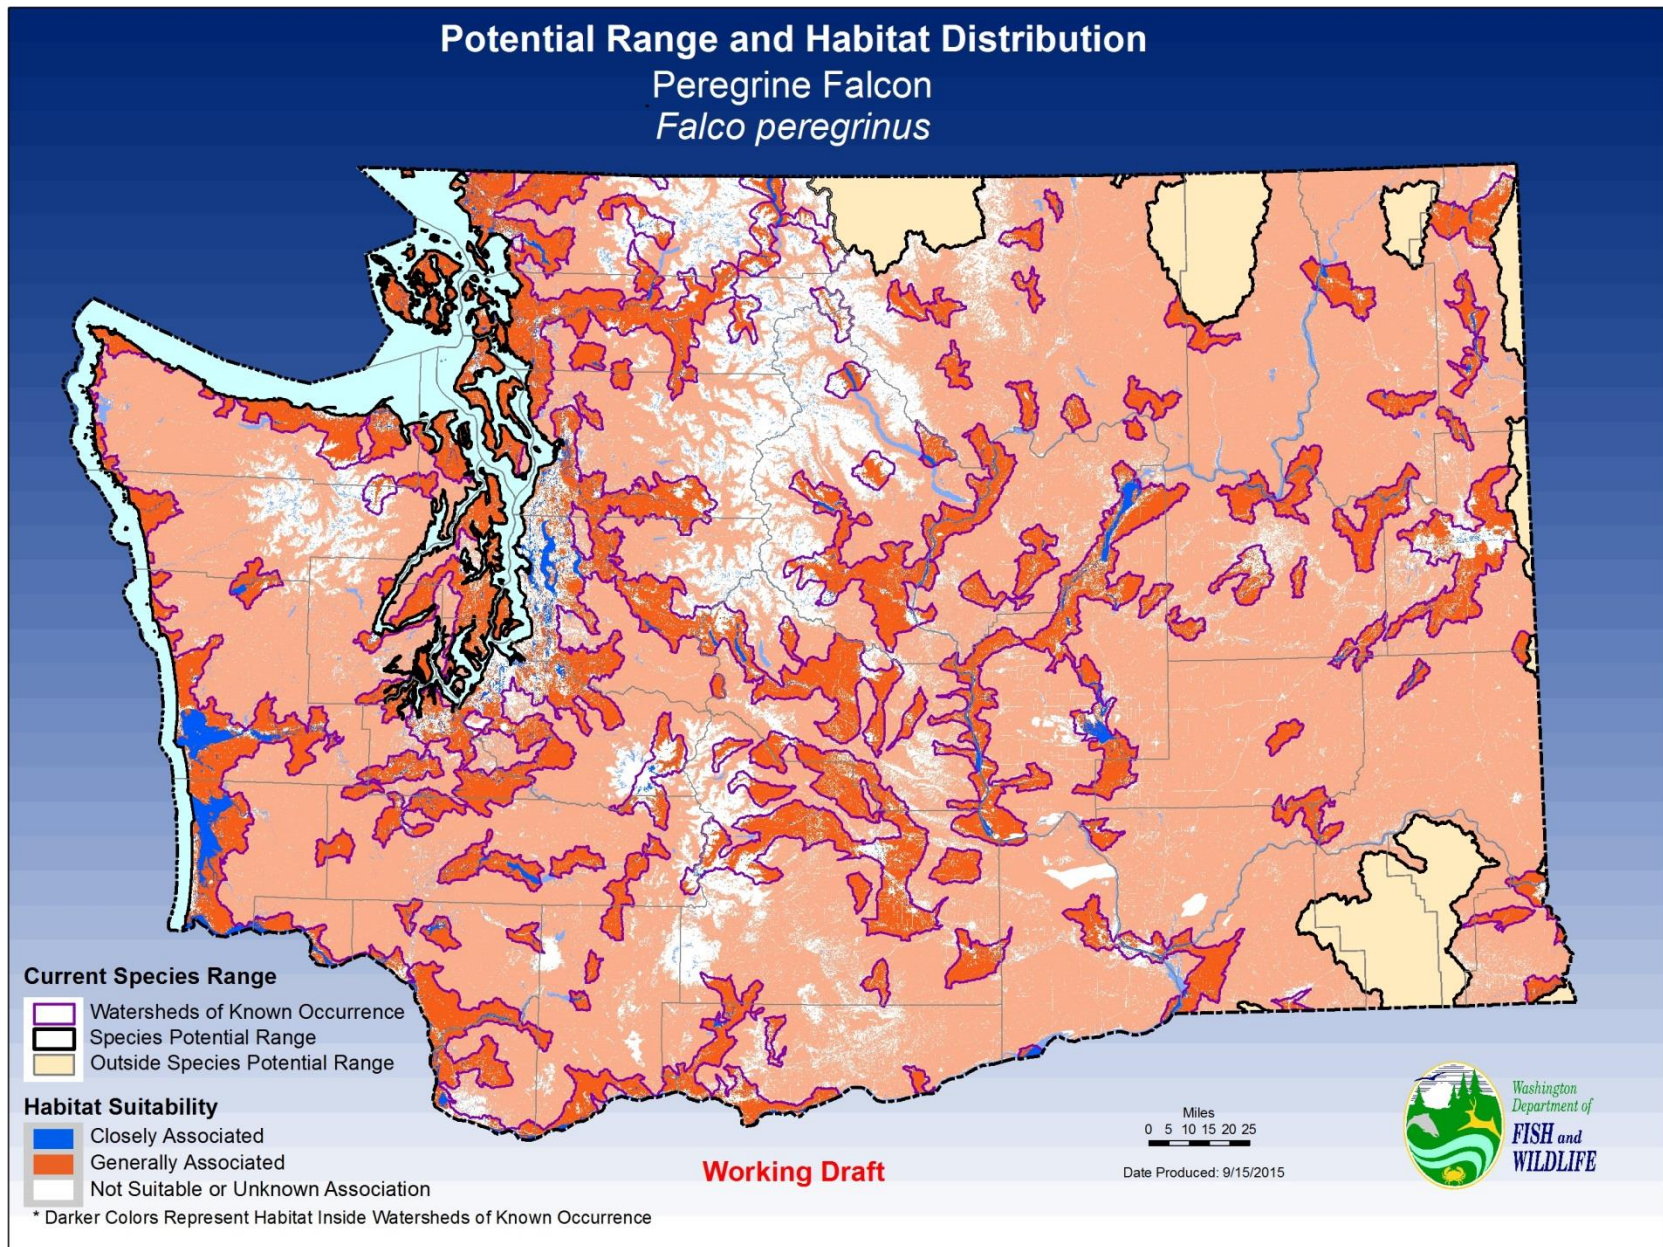 Potential Range and Habitat Distribution
Peregrine Falcon
Falco peregrinus
Current Species Range
Watersheds of Known Occurrence
Species Potential Range
Outside Species Potential Range
Habitat Suitability
Closely Associated
Generally Associated
Not Suitable or Unknown Association
* Darker Colors Represent Habitat Inside Watersheds of Known Occurrence
Working Draft
Miles
0 5 10 15 20 25
Date Produced: 9/15/2015
Washington
Department of
FISH and
WILDLIFE